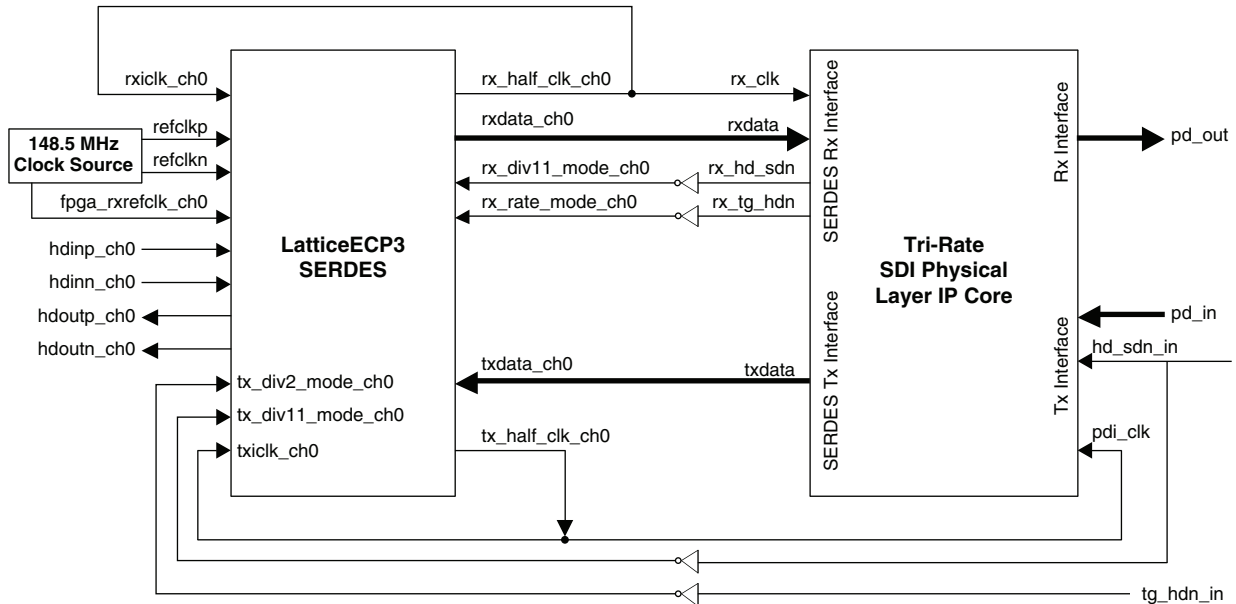 rxiclk_ch0
rx_half_clk_ch0
rx_clk
rxdata_ch0
rxdata
refclkp
148.5 MHz
Clock Source
refclkn
rx_div11_mode_ch0
rx_hd_sdn
fpga_rxrefclk_ch0
rx_rate_mode_ch0
rx_tg_hdn
hdinp_ch0
hdinn_ch0
hdoutp_ch0
hdoutn_ch0
LatticeECP3
SERDES
SERDES Rx Interface
Rx Interface
pd_out
Tri-Rate
SDI Physical
Layer IP Core
pd_in
hd_sdn_in
txdata_ch0
txdata
tx_div2_mode_ch0
tx_div11_mode_ch0
txiclk_ch0
tx_half_clk_ch0
SERDES Tx Interface
Tx Interface
pdi_clk
tg_hdn_in